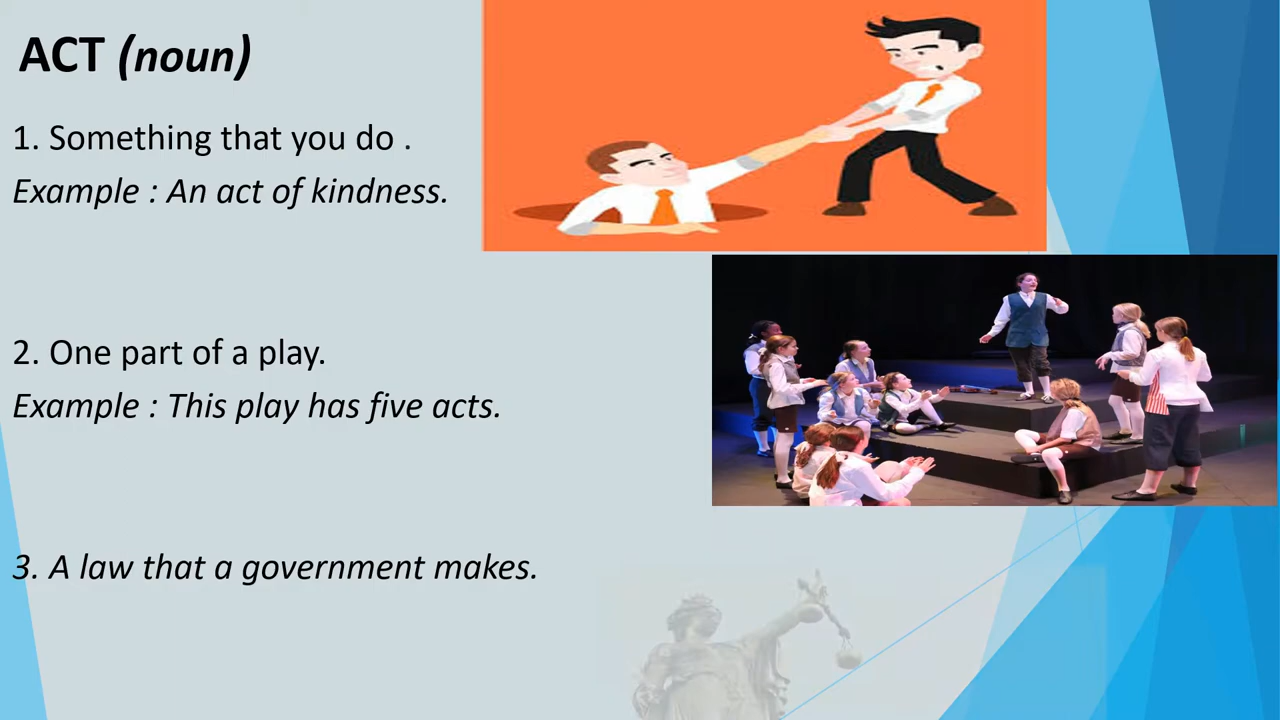 ACT (noun)
1. Something that you do .
Example : An act of kindness.
2. One part of a play.
Example : This play has five acts.
3. A law that a government makes.